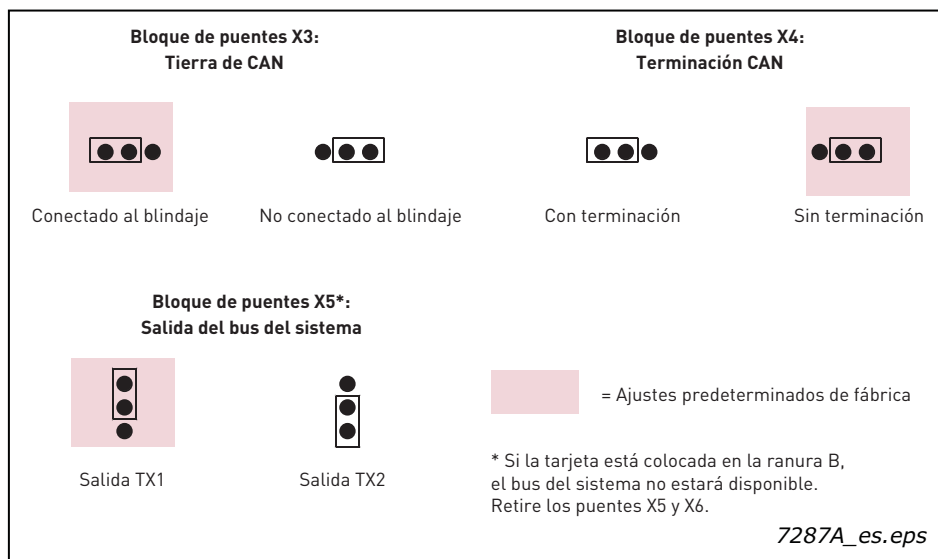 Bloque de puentes X3:
Tierra de CAN
Bloque de puentes X4:
Terminación CAN
Conectado al blindaje
No conectado al blindaje
Con terminación
Sin terminación
Bloque de puentes X5*:
Salida del bus del sistema
Salida TX1
Salida TX2
= Ajustes predeterminados de fábrica
* Si la tarjeta está colocada en la ranura B,
el bus del sistema no estará disponible.
Retire los puentes X5 y X6.
7287A_es.eps